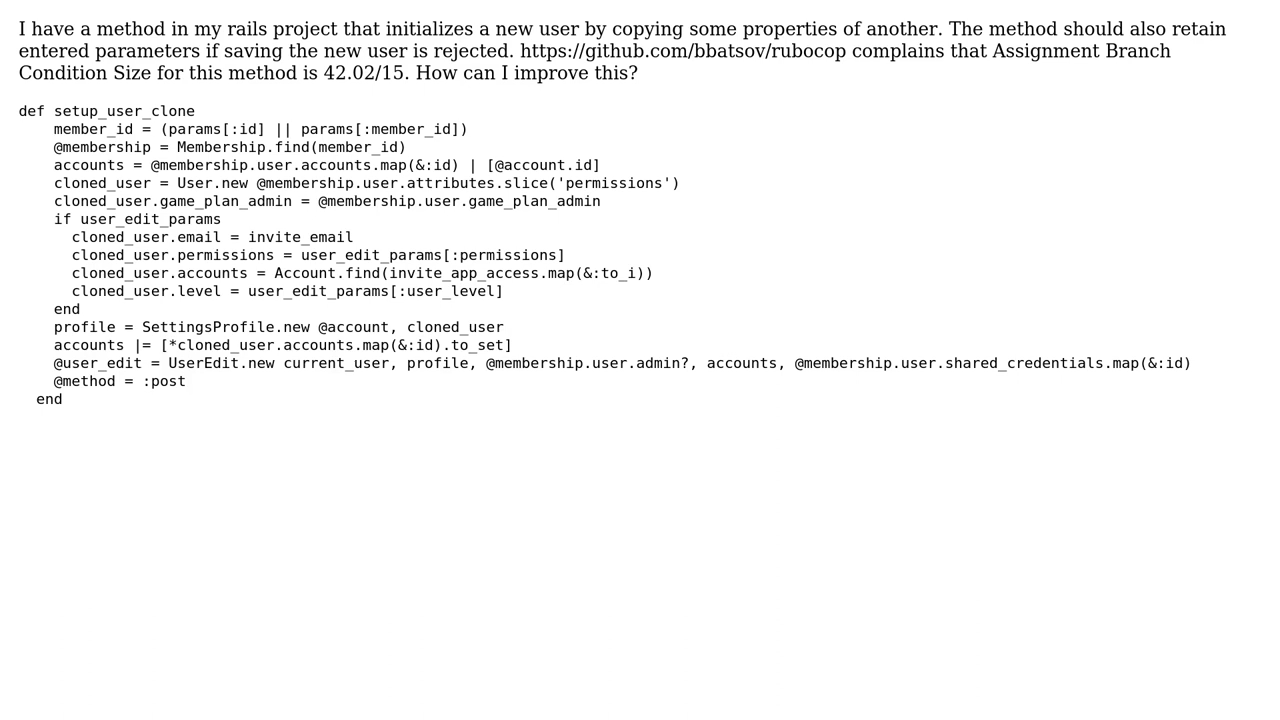 I have a method in my rails project that initializes a new user by copying some properties of another. The method should also retain
entered parameters if saving the new user is rejected. https://github.com/bbatsov/rubocop complains that Assignment Branch
Condition Size for this method is 42.02/15. How can I improve this?
def setup_user_clone
    member_id = (params[:id] || params[:member_id])
    @membership = Membership.find(member_id)
    accounts = @membership.user.accounts.map(&:id) | [@account.id]
    cloned_user = User.new @membership.user.attributes.slice('permissions')
    cloned_user.game_plan_admin = @membership.user.game_plan_admin
    if user_edit_params
      cloned_user.email = invite_email
      cloned_user.permissions = user_edit_params[:permissions]
      cloned_user.accounts = Account.find(invite_app_access.map(&:to_i))
      cloned_user.level = user_edit_params[:user_level]
    end
    profile = SettingsProfile.new @account, cloned_user
    accounts |= [*cloned_user.accounts.map(&:id).to_set]
    @user_edit = UserEdit.new current_user, profile, @membership.user.admin?, accounts, @membership.user.shared_credentials.map(&:id)
    @method = :post
  end